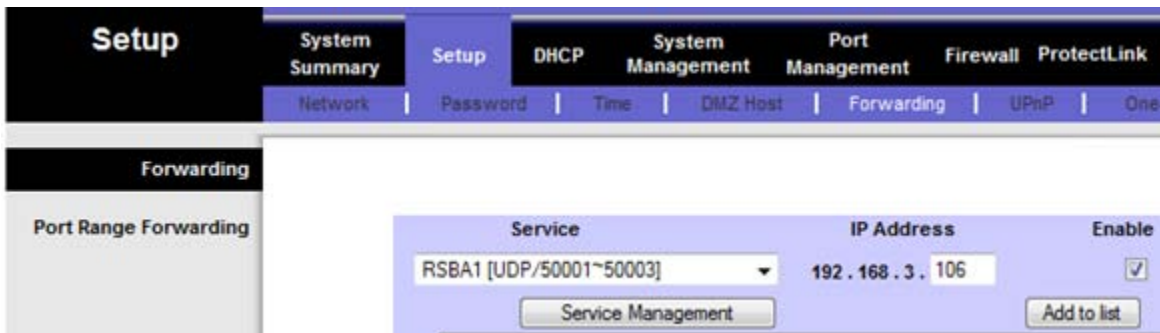 Setup
System Summary Setup DHCP System Management Port Management Firewall ProtectLink
Network | Password | Time | DMZ Host | Forwarding | UPnP | One
Forwarding
Port Range Forwarding
Service IP Address Enable
RSBA1 [UDP/50001~50003] 192 . 168 . 3 . 106
Service Management Add to list